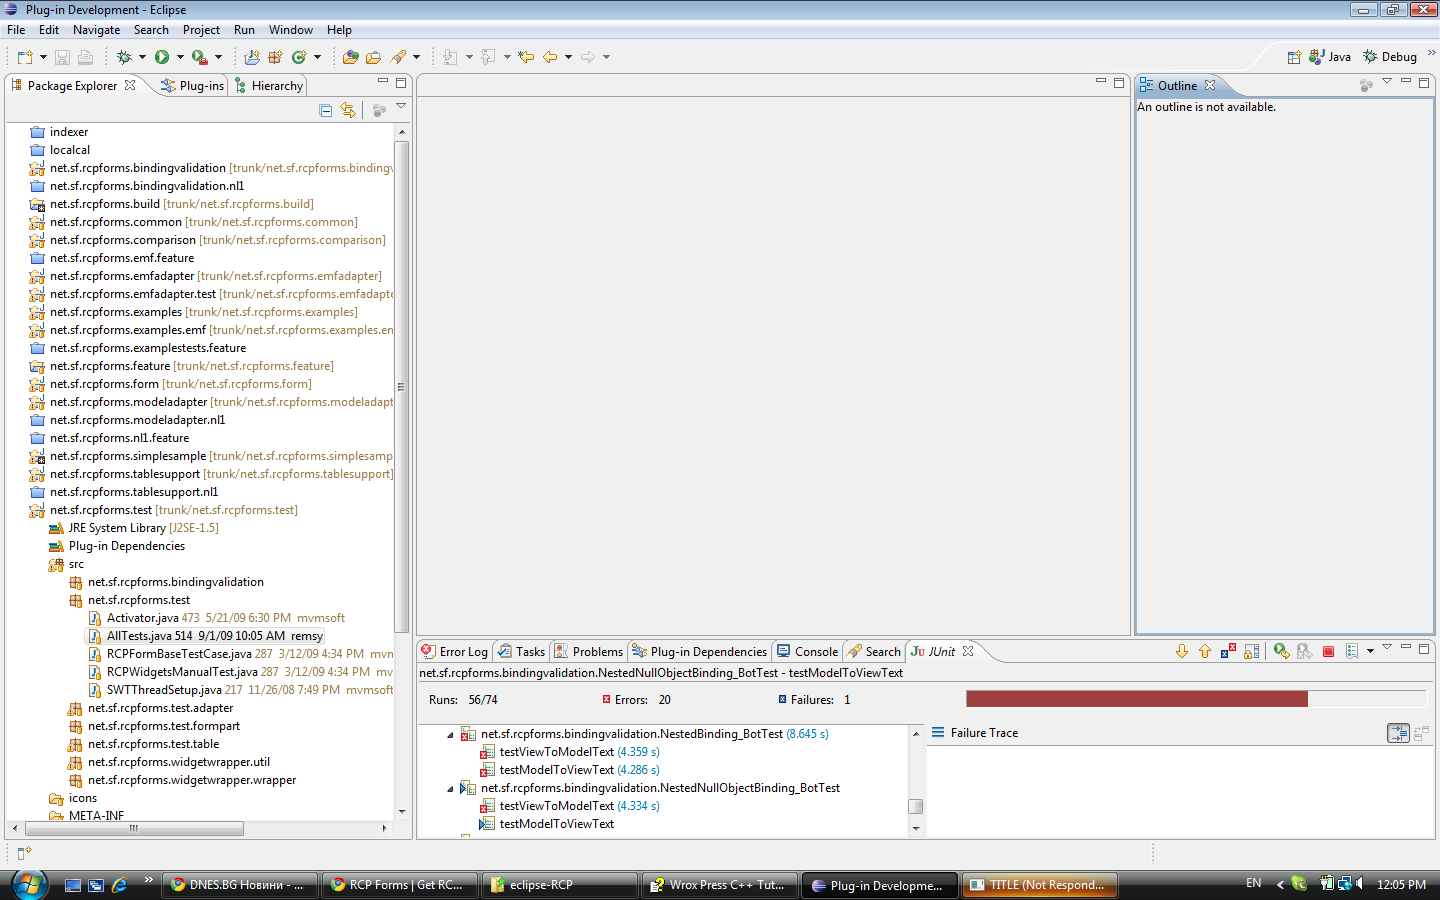 Plug-in Development - Eclipse
File Edit Navigate Search Project Run Window Help
Java Debug »
Package Explorer Plug-ins Hierarchy
indexer
localcal
net.sf.rcpforms.bindingvalidation [trunk/net.sf.rcpforms.bindingv
net.sf.rcpforms.bindingvalidation.nl1
net.sf.rcpforms.build [trunk/net.sf.rcpforms.build]
net.sf.rcpforms.common [trunk/net.sf.rcpforms.common]
net.sf.rcpforms.comparison [trunk/net.sf.rcpforms.comparison]
net.sf.rcpforms.emf.feature
net.sf.rcpforms.emfadapter [trunk/net.sf.rcpforms.emfadapter]
net.sf.rcpforms.emfadapter.test [trunk/net.sf.rcpforms.emfadapte
net.sf.rcpforms.examples [trunk/net.sf.rcpforms.examples]
net.sf.rcpforms.examples.emf [trunk/net.sf.rcpforms.examples.em
net.sf.rcpforms.examplestests.feature
net.sf.rcpforms.feature [trunk/net.sf.rcpforms.feature]
net.sf.rcpforms.form [trunk/net.sf.rcpforms.form]
net.sf.rcpforms.modeladapter [trunk/net.sf.rcpforms.modeladapt
net.sf.rcpforms.modeladapter.nl1
net.sf.rcpforms.nl1.feature
net.sf.rcpforms.simplesample [trunk/net.sf.rcpforms.simplesamp
net.sf.rcpforms.tablesupport [trunk/net.sf.rcpforms.tablesupport]
net.sf.rcpforms.tablesupport.nl1
net.sf.rcpforms.test [trunk/net.sf.rcpforms.test]
JRE System Library [J2SE-1.5]
Plug-in Dependencies
src
net.sf.rcpforms.bindingvalidation
net.sf.rcpforms.test
Activator.java 473 5/21/09 6:30 PM mvmsoft
AllTests.java 514 9/1/09 10:05 AM remsy
RCPFormBaseTestCase.java 287 3/12/09 4:34 PM mvn
RCPWidgetsManualTest.java 287 3/12/09 4:34 PM mv
SWTThreadSetup.java 217 11/26/08 7:49 PM mvmsoft
net.sf.rcpforms.test.adapter
net.sf.rcpforms.test.formpart
net.sf.rcpforms.test.table
net.sf.rcpforms.widgetwrapper.util
net.sf.rcpforms.widgetwrapper.wrapper
icons
META-INF
Outline
An outline is not available.
Error Log Tasks Problems Plug-in Dependencies Console Search JUnit
net.sf.rcpforms.bindingvalidation.NestedNullObjectBinding_BotTest - testModelToViewText
Runs: 56/74 Errors: 20 Failures: 1
net.sf.rcpforms.bindingvalidation.NestedBinding_BotTest (8.645 s)
testViewToModelText (4.359 s)
testModelToViewText (4.286 s)
net.sf.rcpforms.bindingvalidation.NestedNullObjectBinding_BotTest
testViewToModelText (4.334 s)
testModelToViewText
Failure Trace
» DNES.BG Новини - ... RCP Forms | Get RC... eclipse-RCP Wrox Press C++ Tut... Plug-in Developme... TITLE (Not Respond... EN < 12:05 PM